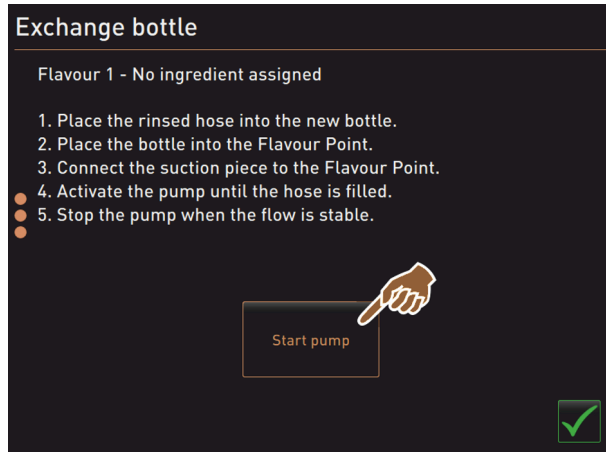 Exchange bottle
Flavour 1 - No ingredient assigned
1. Place the rinsed hose into the new bottle.
2. Place the bottle into the Flavour Point.
3. Connect the suction piece to the Flavour Point.
4. Activate the pump until the hose is filled.
5. Stop the pump when the flow is stable.
Start pump